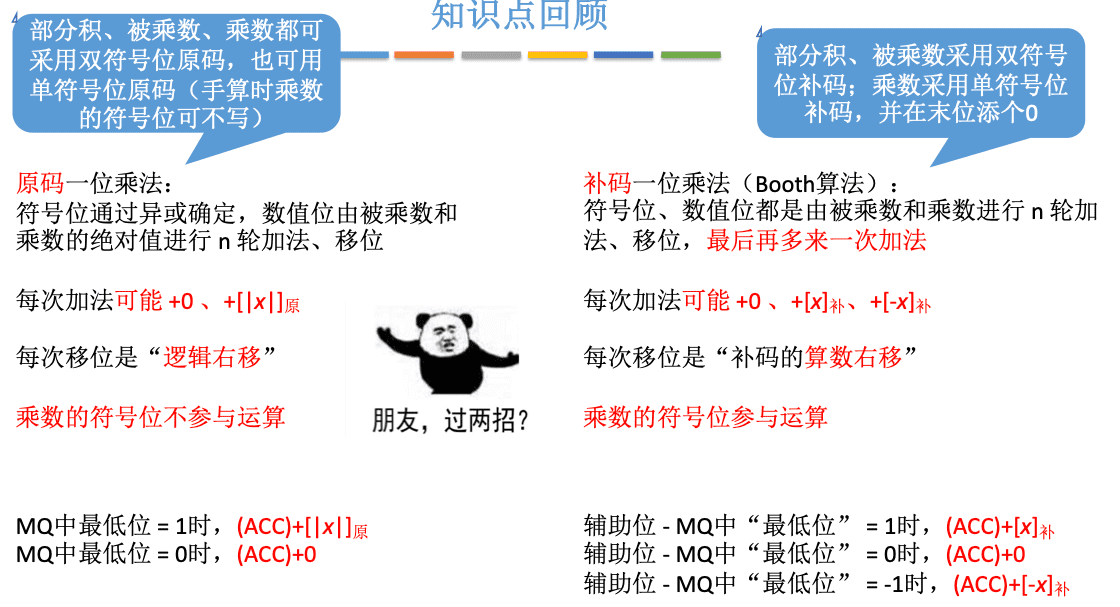 知识点回顾
部分积、被乘数、乘数都可
采用双符号位原码，也可用
单符号位原码（手算时乘数
的符号位可不写）
部分积、被乘数采用双符号
位补码；乘数采用单符号位
补码，并在末位添个0
原码一位乘法：
符号位通过异或确定，数值位由被乘数和
乘数的绝对值进行 n 轮加法、移位
每次加法可能 +0 、+[|x|]原
每次移位是“逻辑右移”
乘数的符号位不参与运算
MQ中最低位 = 1时，(ACC)+[|x|]原
MQ中最低位 = 0时，(ACC)+0
朋友，过两招？
补码一位乘法（Booth算法）：
符号位、数值位都是由被乘数和乘数进行 n 轮加
法、移位，最后再多来一次加法
每次加法可能 +0 、+[x]补、+[-x]补
每次移位是“补码的算数右移”
乘数的符号位参与运算
辅助位 - MQ中“最低位” = 1时，(ACC)+[x]补
辅助位 - MQ中“最低位” = 0时，(ACC)+0
辅助位 - MQ中“最低位” = -1时，(ACC)+[-x]补